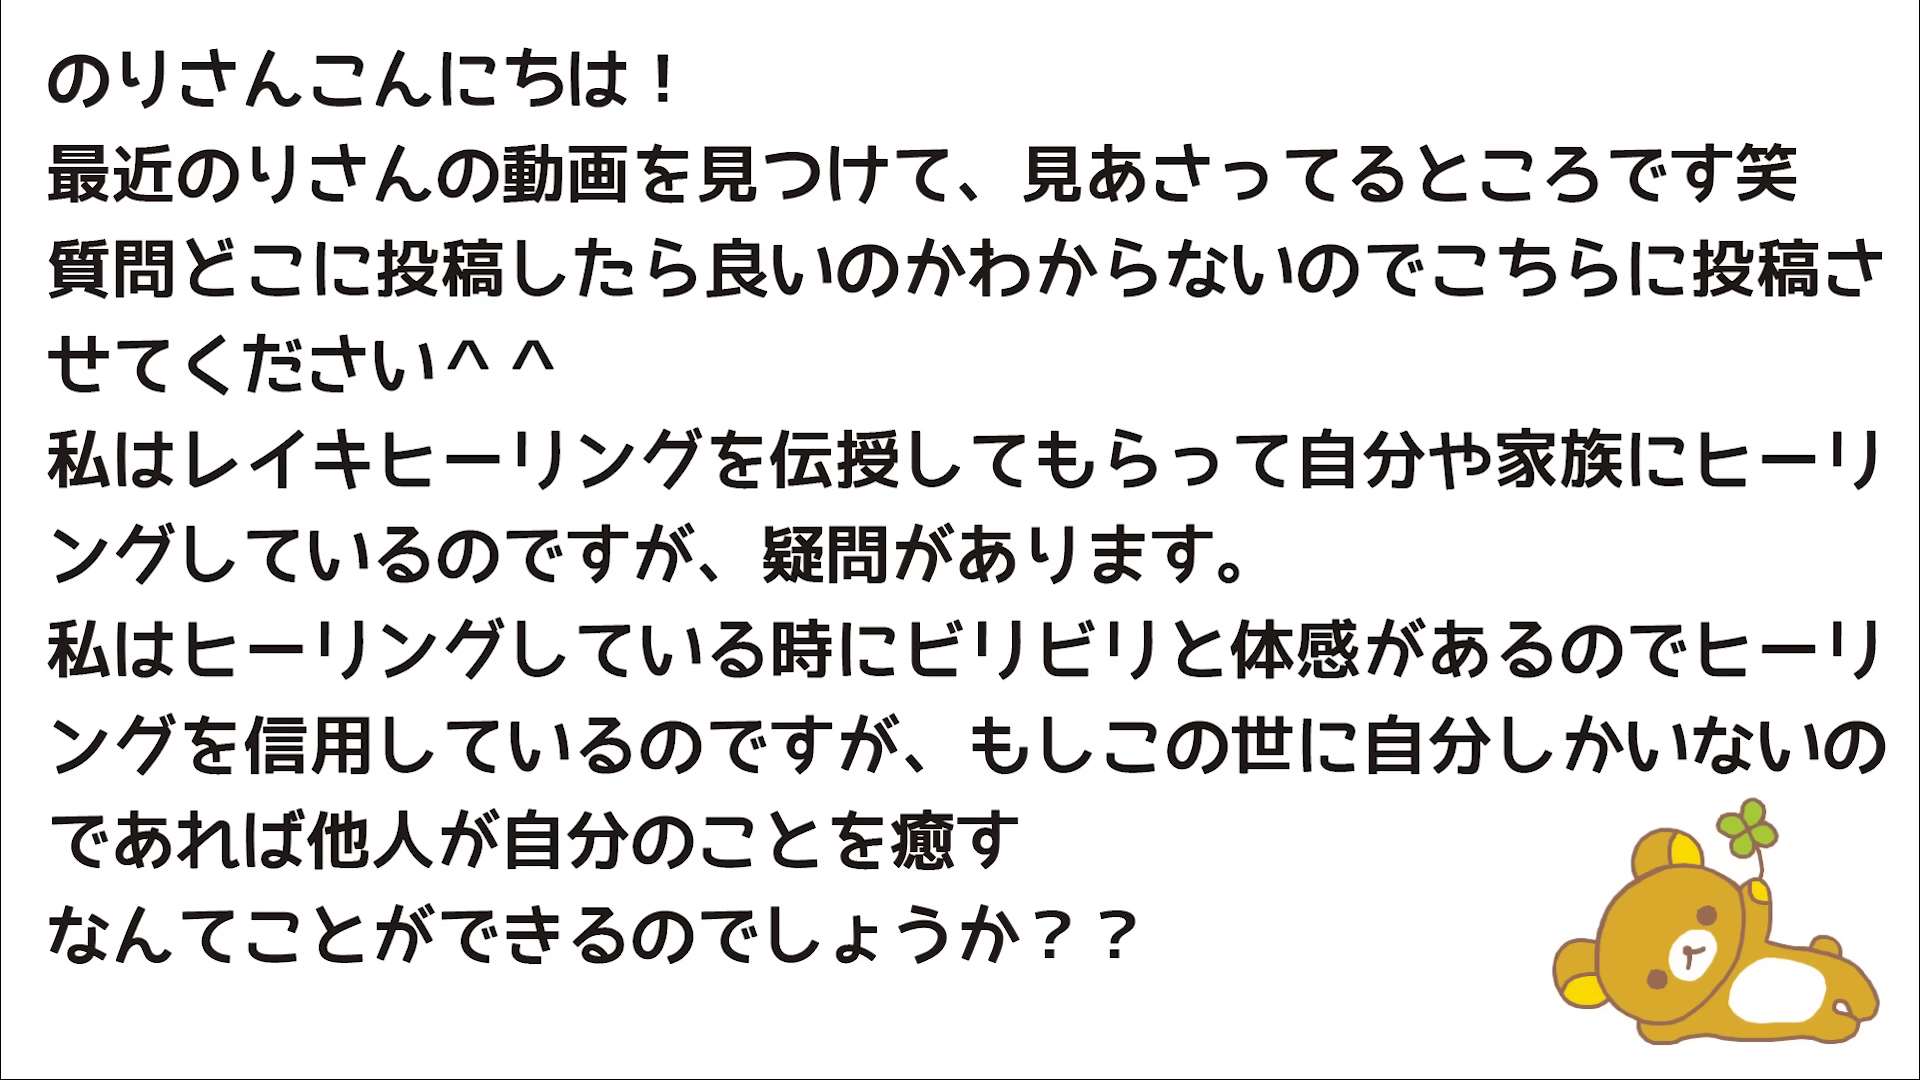 のりさんこんにちは！
最近のりさんの動画を見つけて、見あさってるところです笑
質問どこに投稿したら良いのかわからないのでこちらに投稿さ
せてください^ ^
私はレイキヒーリングを伝授してもらって自分や家族にヒーリ
ングしているのですが、疑問があります。
私はヒーリングしている時にビリビリと体感があるのでヒーリ
ングを信用しているのですが、もしこの世に自分しかいないの
であれば他人が自分のことを癒す
なんてことができるのでしょうか？？